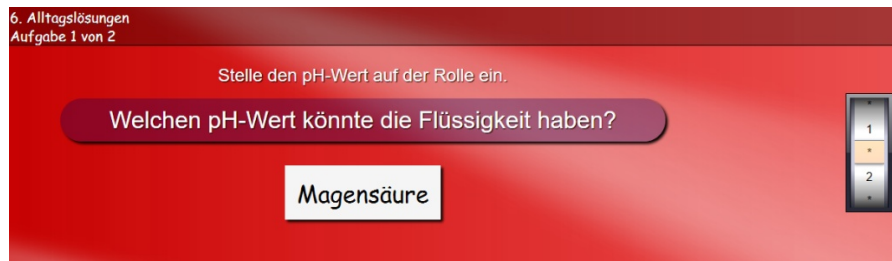 6. Alltagslösungen
Aufgabe 1 von 2
Stelle den pH-Wert auf der Rolle ein.
Welchen pH-Wert könnte die Flüssigkeit haben?
Magensäure
*
1
*
2
*